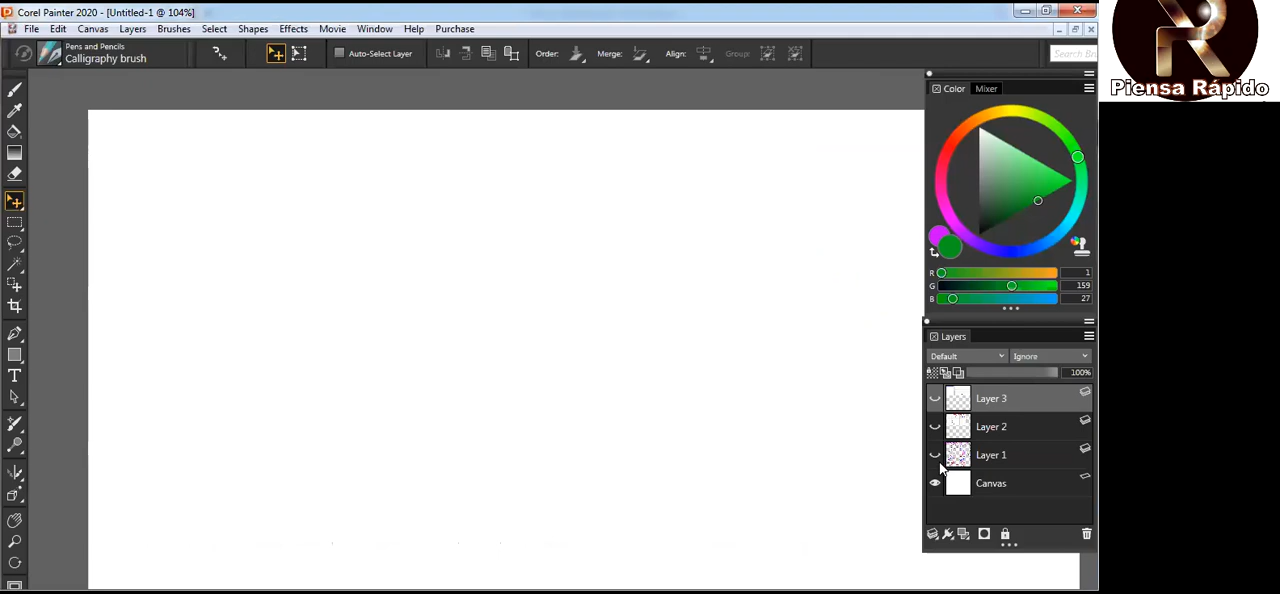 Corel Painter 2020 - [Untitled-1 @ 104%]
File Edit Canvas Layers Brushes Select Shapes Effects Movie Window Help Purchase
Pens and Pencils
Calligraphy brush
Auto-Select Layer
Order:
Merge:
Align:
Group:
Search Br
R
Piensa Rápido
Color Mixer
R 1
G 159
B 27
Layers
Default Ignore
100%
Layer 3
Layer 2
Layer 1
Canvas
T